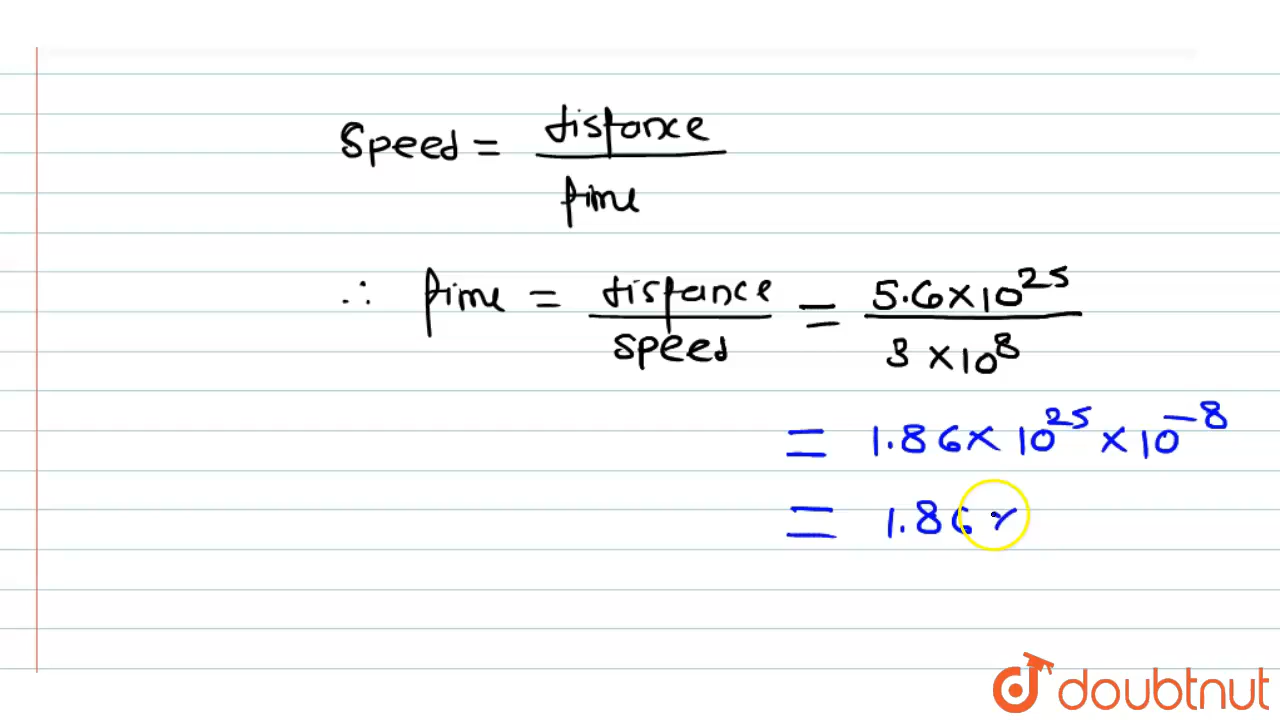 Speed = distance / time
∴ time = distance / speed = 5.6×10^25 / 3×10^8
= 1.86×10^25×10^-8
= 1.86×
doubtnut